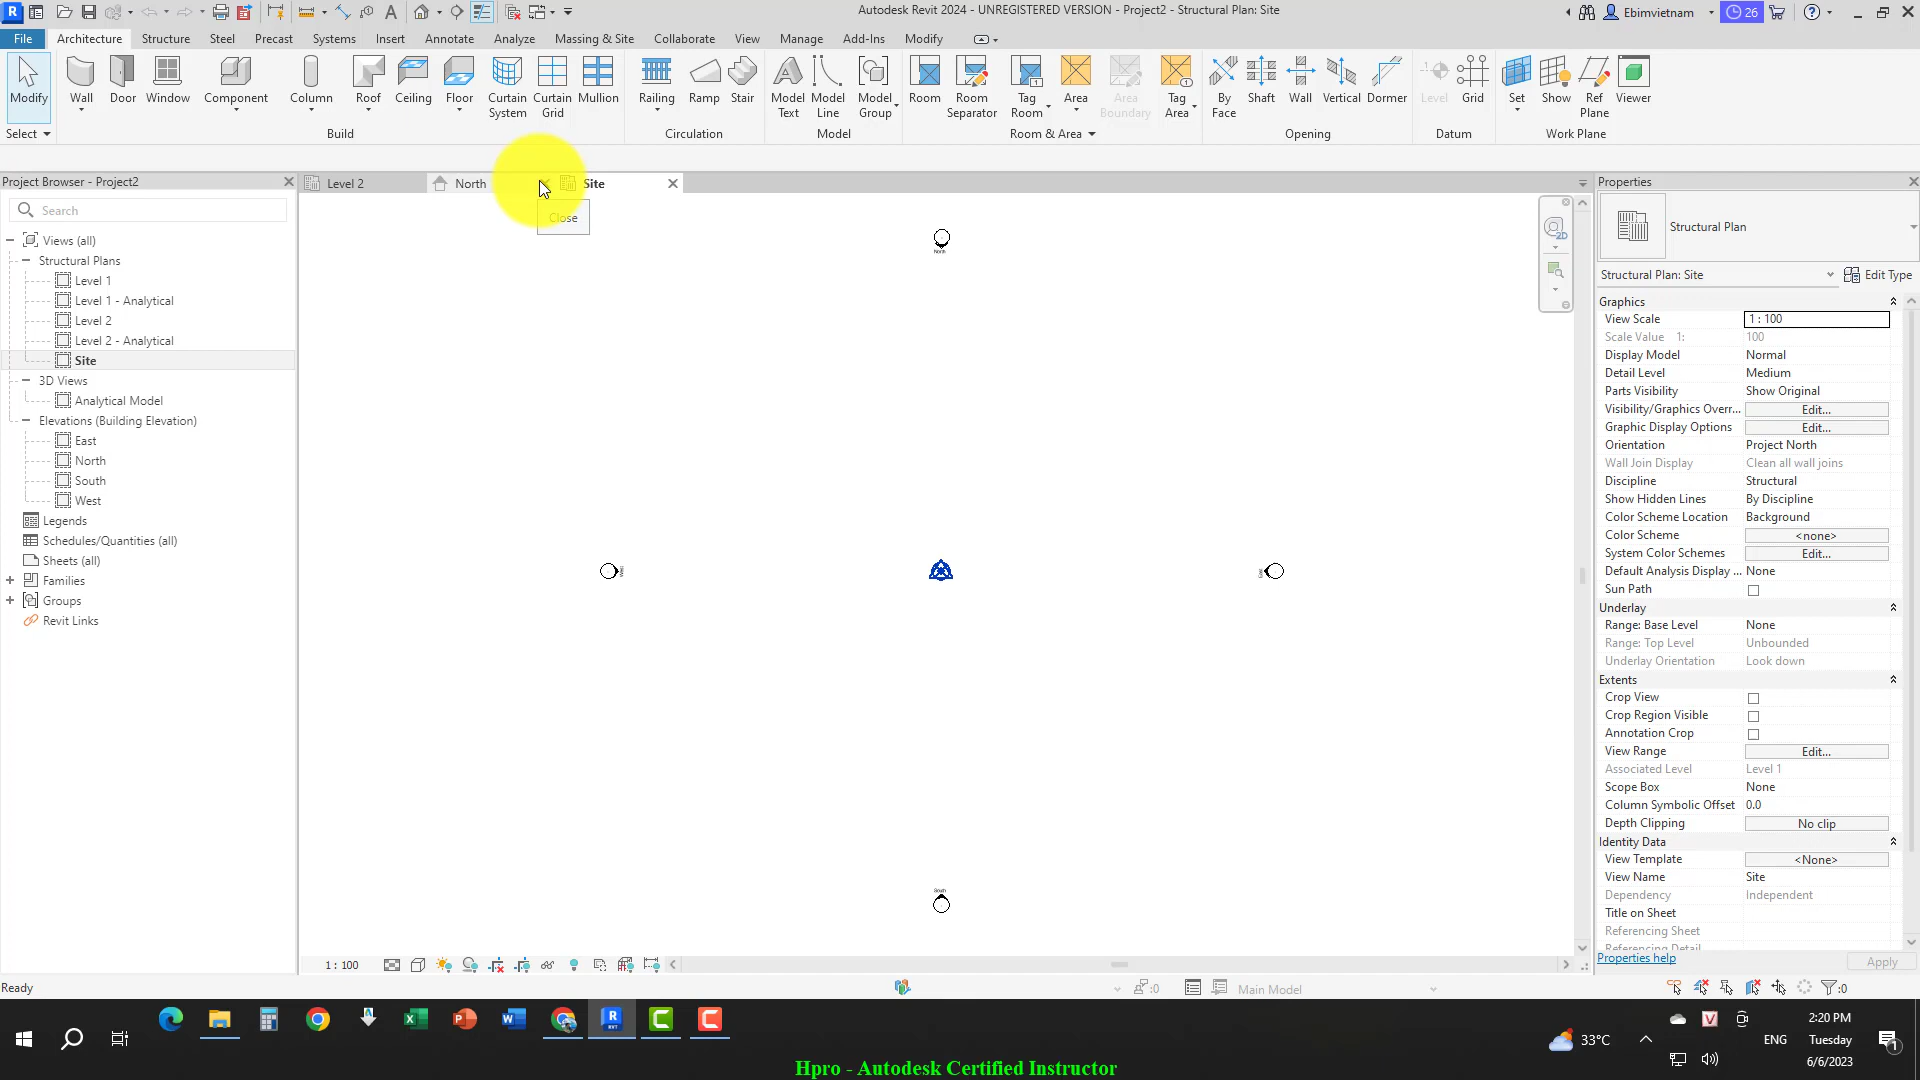 Autodesk Revit 2024 - UNREGISTERED VERSION - Project2 - Structural Plan: Site
Ebimvietnam
26
File
Architecture
Structure
Steel
Precast
Systems
Insert
Annotate
Analyze
Massing & Site
Collaborate
View
Manage
Add-Ins
Modify
Modify
Wall
Door
Window
Component
Column
Roof
Ceiling
Floor
Curtain System
Curtain Grid
Mullion
Railing
Ramp
Stair
Model Text
Model Line
Model Group
Room
Room Separator
Tag Room
Area
Area Boundary
Tag Area
By Face
Shaft
Wall
Vertical
Dormer
Level
Grid
Set
Show
Ref Plane
Viewer
Select
Build
Circulation
Model
Room & Area
Opening
Datum
Work Plane
Project Browser - Project2
Search
Views (all)
Structural Plans
Level 1
Level 1 - Analytical
Level 2
Level 2 - Analytical
Site
3D Views
Analytical Model
Elevations (Building Elevation)
East
North
South
West
Legends
Schedules/Quantities (all)
Sheets (all)
Families
Groups
Revit Links
Level 2
North
Site
Close
North
West
East
South
2D
Properties
Structural Plan
Structural Plan: Site
Edit Type
Graphics
View Scale 1 : 100
Scale Value 1: 100
Display Model Normal
Detail Level Medium
Parts Visibility Show Original
Visibility/Graphics Overr... Edit...
Graphic Display Options Edit...
Orientation Project North
Wall Join Display Clean all wall joins
Discipline Structural
Show Hidden Lines By Discipline
Color Scheme Location Background
Color Scheme <none>
System Color Schemes Edit...
Default Analysis Display ... None
Sun Path
Underlay
Range: Base Level None
Range: Top Level Unbounded
Underlay Orientation Look down
Extents
Crop View
Crop Region Visible
Annotation Crop
View Range Edit...
Associated Level Level 1
Scope Box None
Column Symbolic Offset 0.0
Depth Clipping No clip
Identity Data
View Template <None>
View Name Site
Dependency Independent
Title on Sheet
Referencing Sheet
Referencing Detail
Properties help
Apply
1 : 100
Ready
:0
Main Model
:0
33°C
ENG
2:20 PM
Tuesday
6/6/2023
1
Hpro - Autodesk Certified Instructor